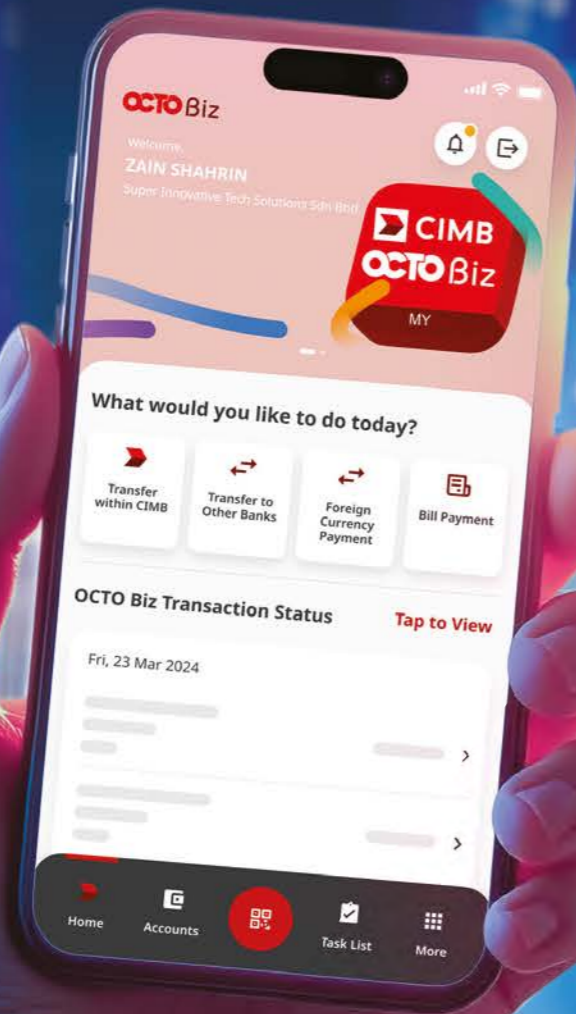 OCTO Biz
Welcome,
ZAIN SHAHRIN
Super Innovative Tech Solutions Sdn Bhd
CIMB
OCTO Biz
MY
What would you like to do today?
Transfer
within CIMB
Transfer to
Other Banks
Foreign
Currency
Payment
Bill Payment
OCTO Biz Transaction Status
Tap to View
Fri, 23 Mar 2024
Home
Accounts
Task List
More